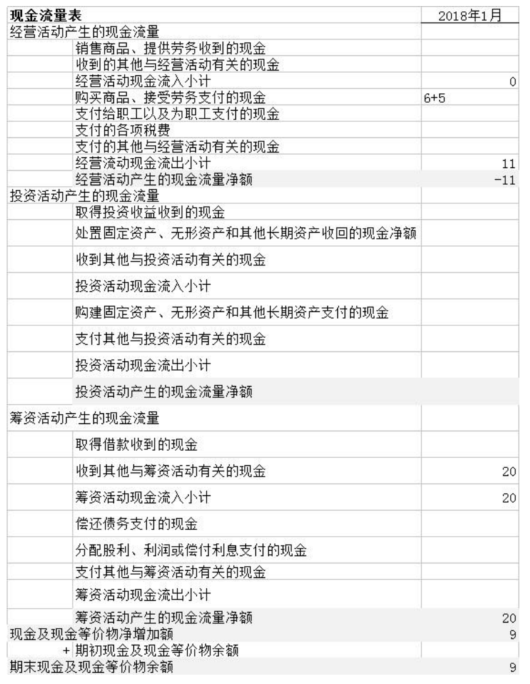 现金流量表 2018年1月
经营活动产生的现金流量
销售商品、提供劳务收到的现金
收到的其他与经营活动有关的现金
经营活动现金流入小计 0
购买商品、接受劳务支付的现金 6+5
支付给职工以及为职工支付的现金
支付的各项税费
支付的其他与经营活动有关的现金
经营流动现金流出小计 11
经营活动产生的现金流量净额 -11
投资活动产生的现金流量
取得投资收益收到的现金
处置固定资产、无形资产和其他长期资产收回的现金净额
收到其他与投资活动有关的现金
投资活动现金流入小计
购建固定资产、无形资产和其他长期资产支付的现金
支付其他与投资活动有关的现金
投资活动现金流出小计
投资活动产生的现金流量净额
筹资活动产生的现金流量
取得借款收到的现金
收到其他与筹资活动有关的现金 20
筹资活动现金流入小计 20
偿还债务支付的现金
分配股利、利润或偿付利息支付的现金
支付其他与筹资活动有关的现金
筹资活动现金流出小计
筹资活动产生的现金流量净额 20
现金及现金等价物净增加额 9
+ 期初现金及现金等价物余额
期末现金及现金等价物余额 9